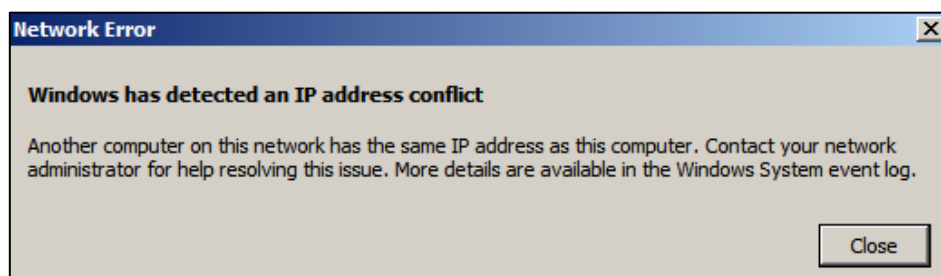 Network Error
Windows has detected an IP address conflict
Another computer on this network has the same IP address as this computer. Contact your network
administrator for help resolving this issue. More details are available in the Windows System event log.
Close